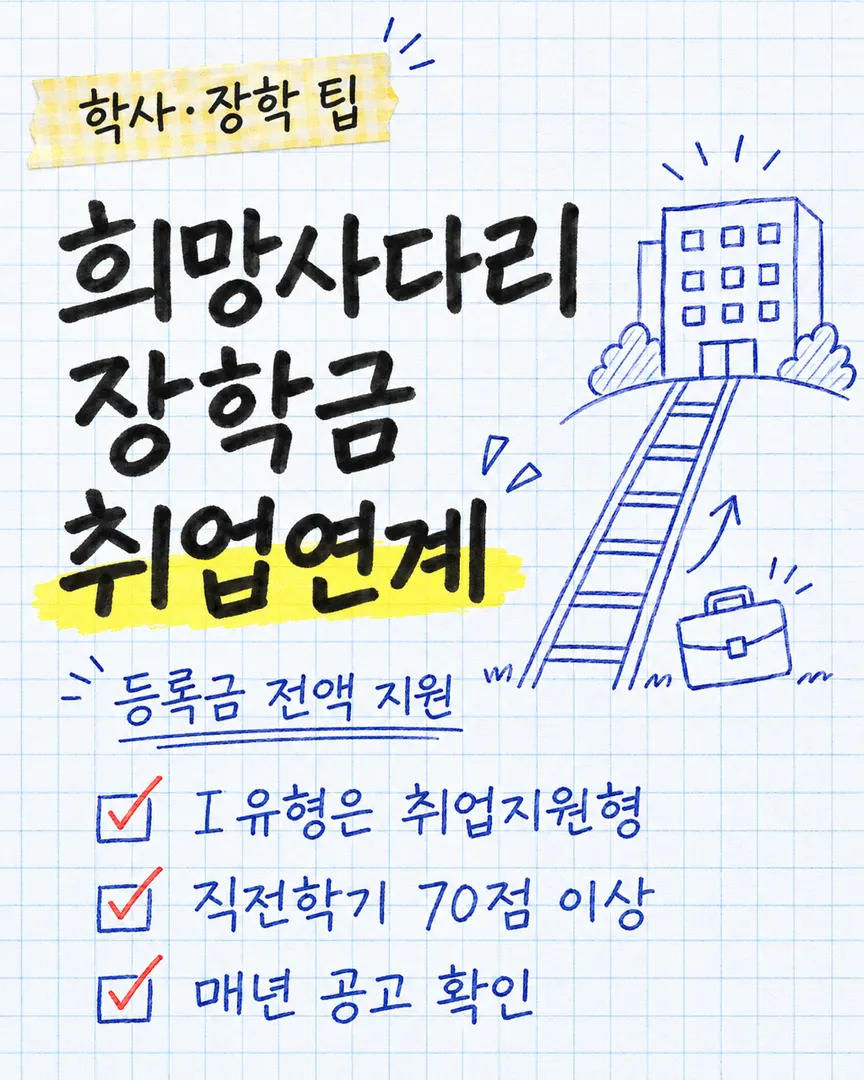 학사·장학 팁
희망사다리
장학금
취업연계
등록금 전액 지원
I유형은 취업지원형
직전학기 70점 이상
매년 공고 확인